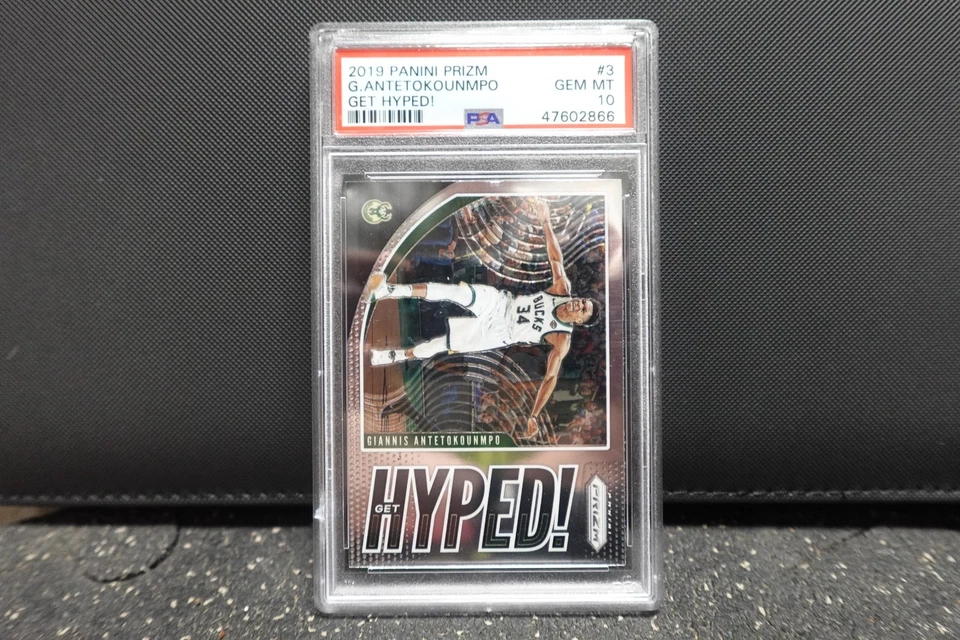 2019 PANINI PRIZM #3
G.ANTETOKOUNMPO GEM MT
GET HYPED! 10
PSA 47602866
BUCKS
34
GIANNIS ANTETOKOUNMPO
GET
HYPED!
PANINI
PRIZM